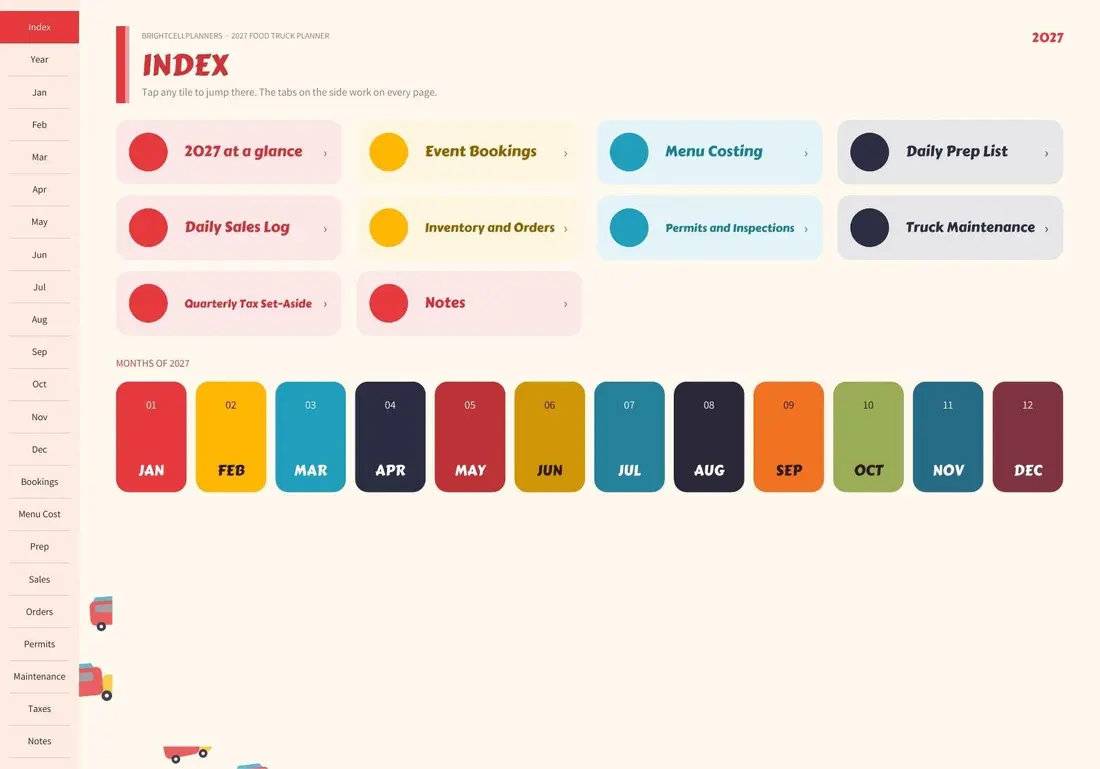 Index
Year
Jan
Feb
Mar
Apr
May
Jun
Jul
Aug
Sep
Oct
Nov
Dec
Bookings
Menu Cost
Prep
Sales
Orders
Permits
Maintenance
Taxes
Notes
BRIGHTCELLPLANNERS · 2027 FOOD TRUCK PLANNER
2027
INDEX
Tap any tile to jump there. The tabs on the side work on every page.
2027 at a glance ›
Event Bookings ›
Menu Costing ›
Daily Prep List ›
Daily Sales Log ›
Inventory and Orders ›
Permits and Inspections ›
Truck Maintenance ›
Quarterly Tax Set-Aside ›
Notes ›
MONTHS OF 2027
01 02 03 04 05 06 07 08 09 10 11 12
JAN FEB MAR APR MAY JUN JUL AUG SEP OCT NOV DEC